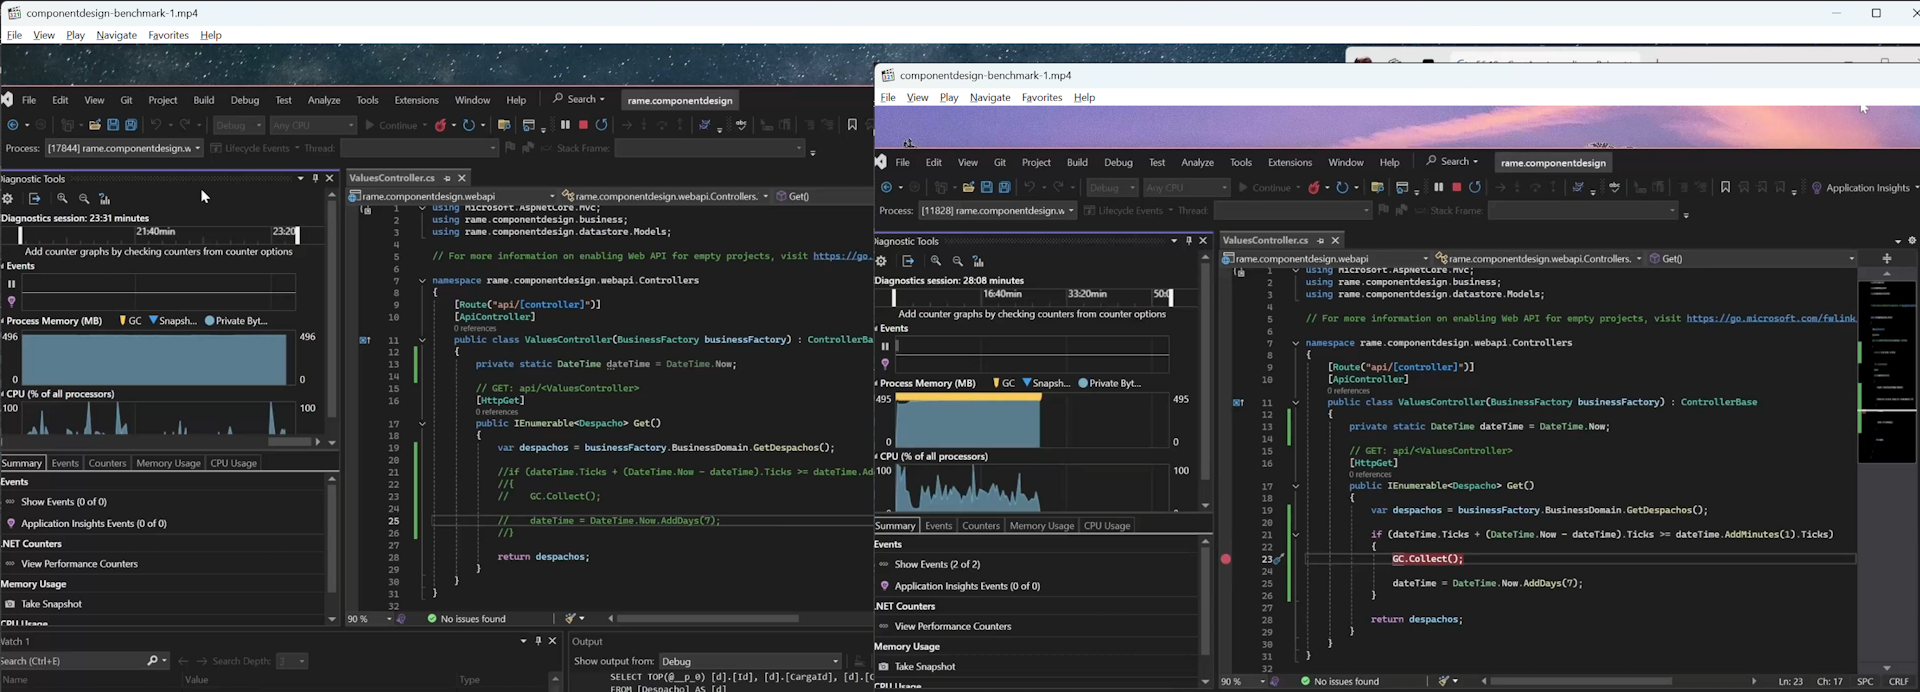 componentdesign-benchmark-1.mp4
File View Play Navigate Favorites Help
File Edit View Git Project Build Debug Test Analyze Tools Extensions Window Help Search rame.componentdesign
Debug Any CPU Continue
Process: [17844] rame.componentdesign.w Lifecycle Events Thread: Stack Frame:
iagnostic Tools
Diagnostics session: 23:31 minutes
21:40min 23:20
Add counter graphs by checking counters from counter options
Events
Process Memory (MB) GC Snapsh... Private Byt...
496 496
0 0
CPU (% of all processors)
100 100
Summary Events Counters Memory Usage CPU Usage
Events
Show Events (0 of 0)
Application Insights Events (0 of 0)
.NET Counters
View Performance Counters
Memory Usage
Take Snapshot
CPU Usage
ValuesController.cs
rame.componentdesign.webapi rame.componentdesign.webapi.Controllers. Get()
1 using Microsoft.AspNetCore.Mvc;
2 using rame.componentdesign.business;
3 using rame.componentdesign.datastore.Models;
4
5 // For more information on enabling Web API for empty projects, visit https://go.
6
7 namespace rame.componentdesign.webapi.Controllers
8 {
9 [Route("api/[controller]")]
10 [ApiController]
0 references
11 public class ValuesController(BusinessFactory businessFactory) : ControllerBa
12 {
13 private static DateTime dateTime = DateTime.Now;
14
15 // GET: api/<ValuesController>
16 [HttpGet]
0 references
17 public IEnumerable<Despacho> Get()
18 {
19 var despachos = businessFactory.BusinessDomain.GetDespachos();
20
21 //if (dateTime.Ticks + (DateTime.Now - dateTime).Ticks >= dateTime.Ad
22 //{
23 // GC.Collect();
24
25 // dateTime = DateTime.Now.AddDays(7);
26 //}
27
28 return despachos;
29 }
30 }
31 }
32
90 % No issues found
Watch 1
Search (Ctrl+E) Search Depth: 3
Name Value Type
Output
Show output from: Debug
SELECT TOP(@__p_0) [d].[Id], [d].[CargaId], [d].[C
FROM [Despacho] AS [d]
componentdesign-benchmark-1.mp4
File View Play Navigate Favorites Help
File Edit View Git Project Build Debug Test Analyze Tools Extensions Window Help Search rame.componentdesign
Debug Any CPU Continue Application Insights
Process: [11828] rame.componentdesign.w Lifecycle Events Thread: Stack Frame:
iagnostic Tools
Diagnostics session: 28:08 minutes
16:40min 33:20min 50:0
Add counter graphs by checking counters from counter options
Events
Process Memory (MB) GC Snapsh... Private Byt...
495 495
0 0
CPU (% of all processors)
100 100
0 0
Summary Events Counters Memory Usage CPU Usage
Events
Show Events (2 of 2)
Application Insights Events (0 of 0)
.NET Counters
View Performance Counters
Memory Usage
Take Snapshot
CPU Usage
ValuesController.cs
rame.componentdesign.webapi rame.componentdesign.webapi.Controllers. Get()
1 using Microsoft.AspNetCore.Mvc;
2 using rame.componentdesign.business;
3 using rame.componentdesign.datastore.Models;
4
5 // For more information on enabling Web API for empty projects, visit https://go.microsoft.com/fwlink
6
7 namespace rame.componentdesign.webapi.Controllers
8 {
9 [Route("api/[controller]")]
10 [ApiController]
0 references
11 public class ValuesController(BusinessFactory businessFactory) : ControllerBase
12 {
13 private static DateTime dateTime = DateTime.Now;
14
15 // GET: api/<ValuesController>
16 [HttpGet]
0 references
17 public IEnumerable<Despacho> Get()
18 {
19 var despachos = businessFactory.BusinessDomain.GetDespachos();
20
21 if (dateTime.Ticks + (DateTime.Now - dateTime).Ticks >= dateTime.AddMinutes(1).Ticks)
22 {
23 GC.Collect();
24
25 dateTime = DateTime.Now.AddDays(7);
26 }
27
28 return despachos;
29 }
30 }
31 }
32
90 % No issues found Ln: 23 Ch: 17 SPC CRLF